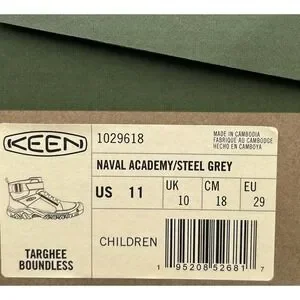 KEEN
1029618
MADE IN CAMBODIA
FABRIQUÉ AU CAMBODGE
HECHO EN CAMBOYA
NAVAL ACADEMY/STEEL GREY
US 11
UK 10
CM 18
EU 29
TARGHEE
BOUNDLESS
CHILDREN
1 95208 52681 7